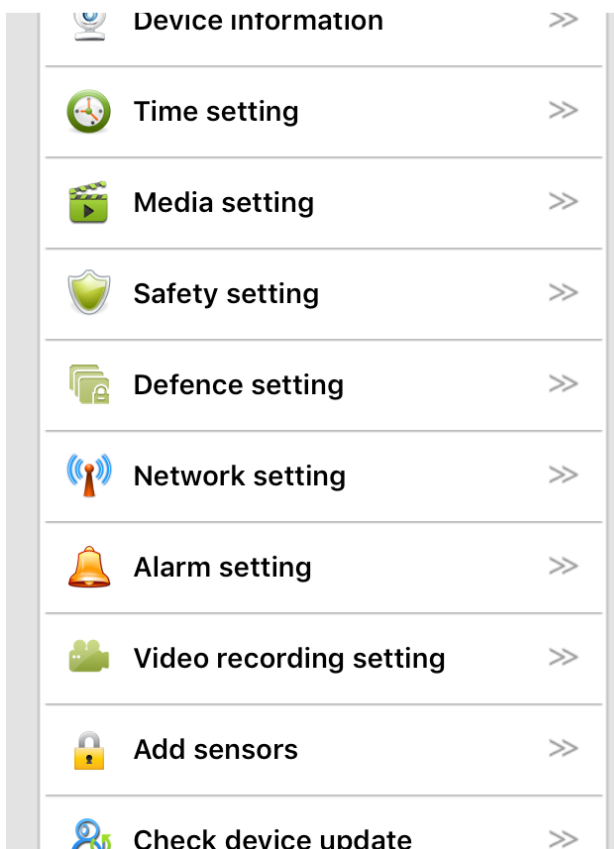 Device information
Time setting
Media setting
Safety setting
Defence setting
Network setting
Alarm setting
Video recording setting
Add sensors
Check device update